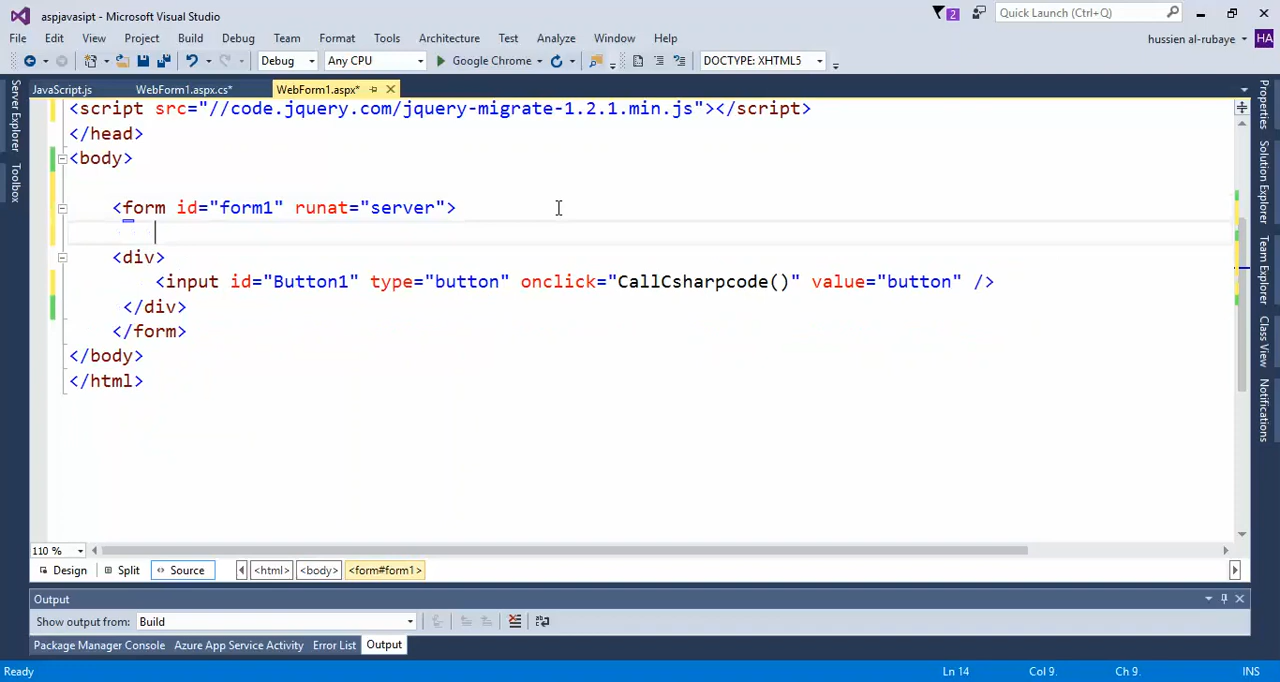 aspjavasipt - Microsoft Visual Studio
2
Quick Launch (Ctrl+Q)
File Edit View Project Build Debug Team Format Tools Architecture Test Analyze Window Help
hussien al-rubaye HA
Debug Any CPU Google Chrome DOCTYPE: XHTML5
JavaScript.js WebForm1.aspx.cs* WebForm1.aspx*
<script src="//code.jquery.com/jquery-migrate-1.2.1.min.js"></script>
</head>
<body>
<form id="form1" runat="server">
<div>
<input id="Button1" type="button" onclick="CallCsharpcode()" value="button" />
</div>
</form>
</body>
</html>
Server Explorer
Toolbox
Properties
Solution Explorer
Team Explorer
Class View
Notifications
110 %
Design Split Source <html> <body> <form#form1>
Output
Show output from: Build
Package Manager Console Azure App Service Activity Error List Output
Ready Ln 14 Col 9. Ch 9. INS